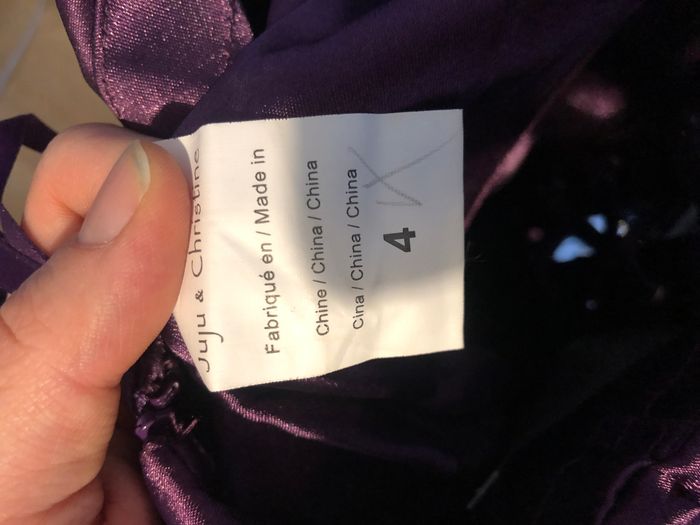 Juju & Christine
Fabriqué en / Made in
Chine / China / China
Cina / China / China
4